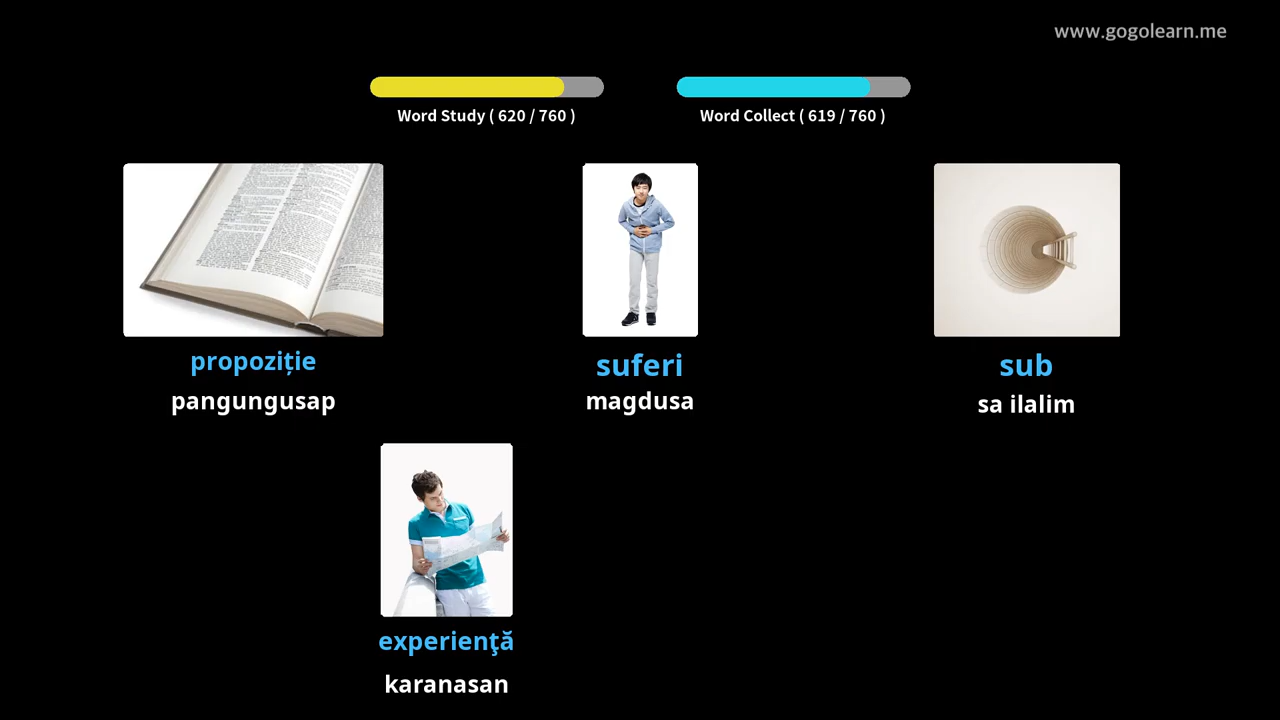 www.gogolearn.me
Word Study ( 620 / 760 )
Word Collect ( 619 / 760 )
propoziție
pangungusap
suferi
magdusa
sub
sa ilalim
experienţă
karanasan